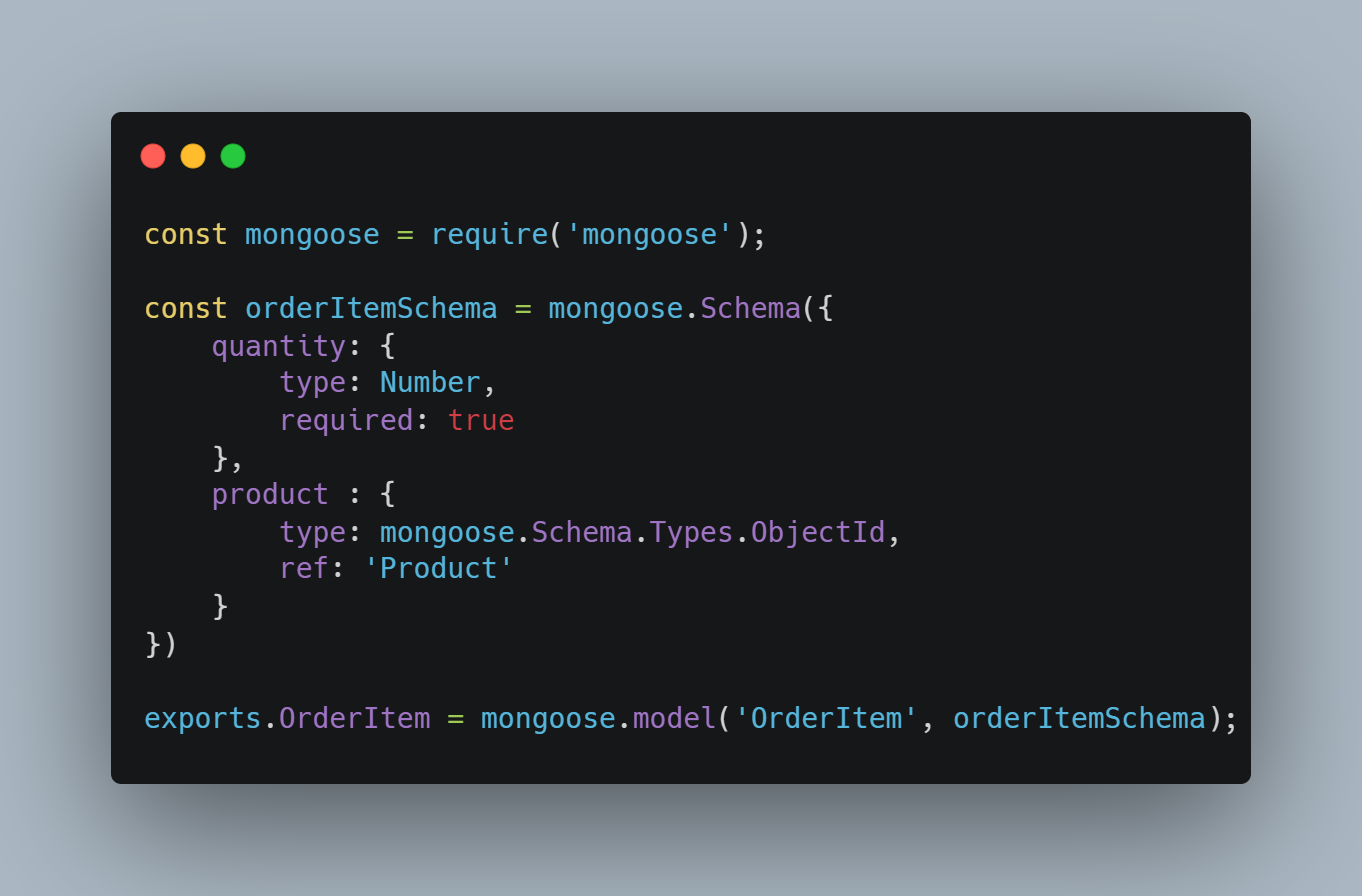 const mongoose = require('mongoose');

const orderItemSchema = mongoose.Schema({
    quantity: {
        type: Number,
        required: true
    },
    product : {
        type: mongoose.Schema.Types.ObjectId,
        ref: 'Product'
    }
})

exports.OrderItem = mongoose.model('OrderItem', orderItemSchema);